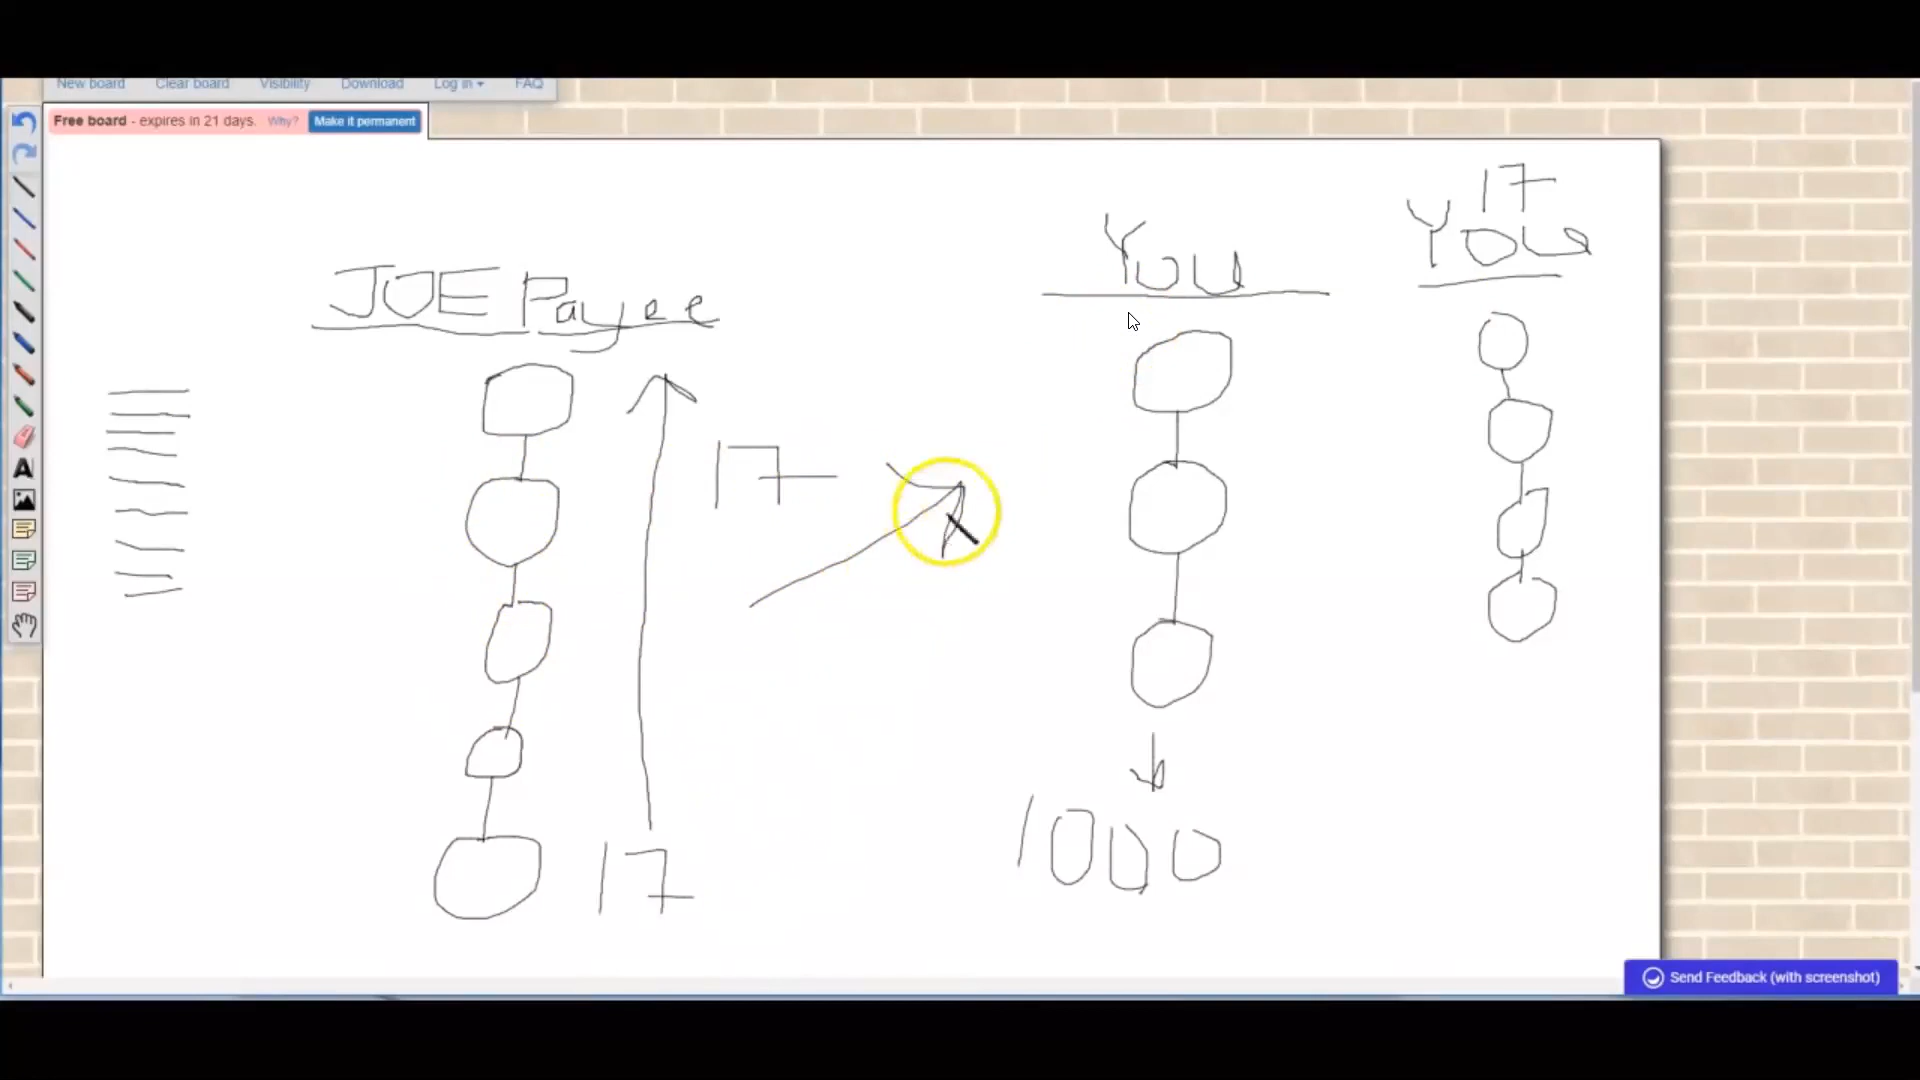 New board Clear board Visibility Download Log in FAQ
Free board - expires in 21 days. Why? Make it permanent
A
17
YOU
YOU
JOE Payee
17
17
1000
Send Feedback (with screenshot)